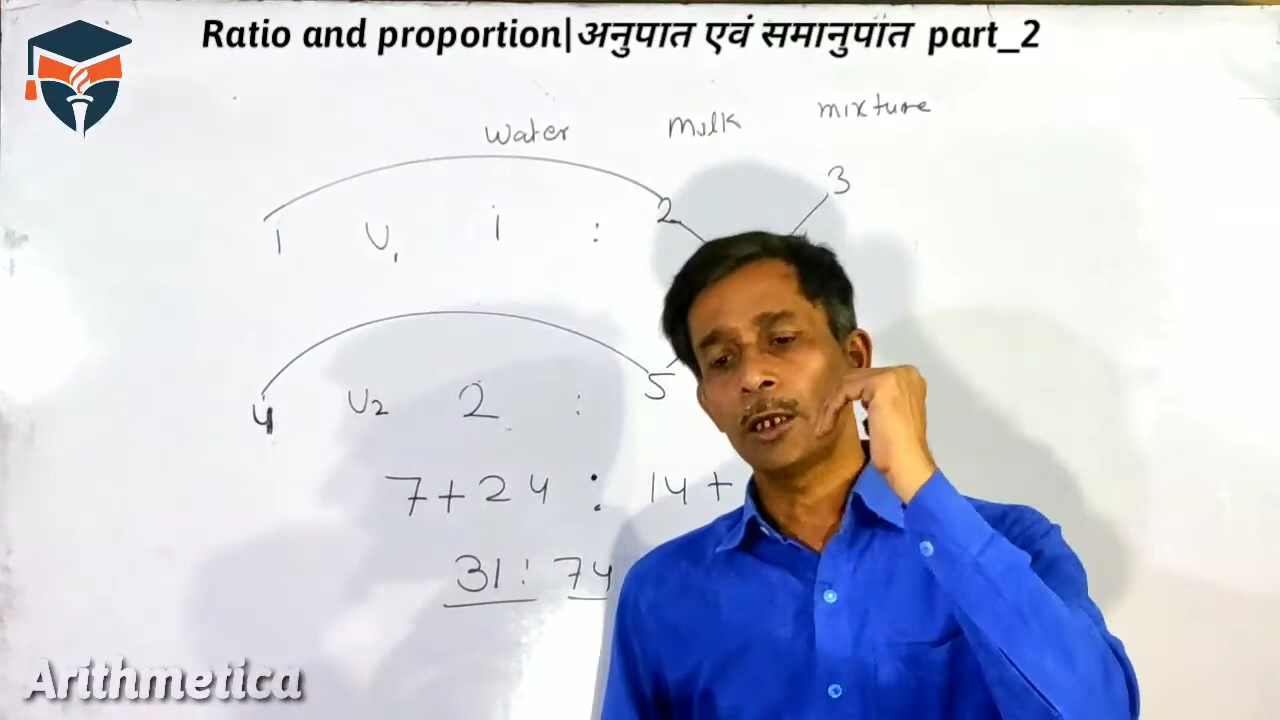 Ratio and proportion|अनुपात एवं समानुपात part_2
water milk mixture
3
1 V₁ 1 : 2
4 V₂ 2 : 5
7+24 : 14+
31 : 74
Arithmetica